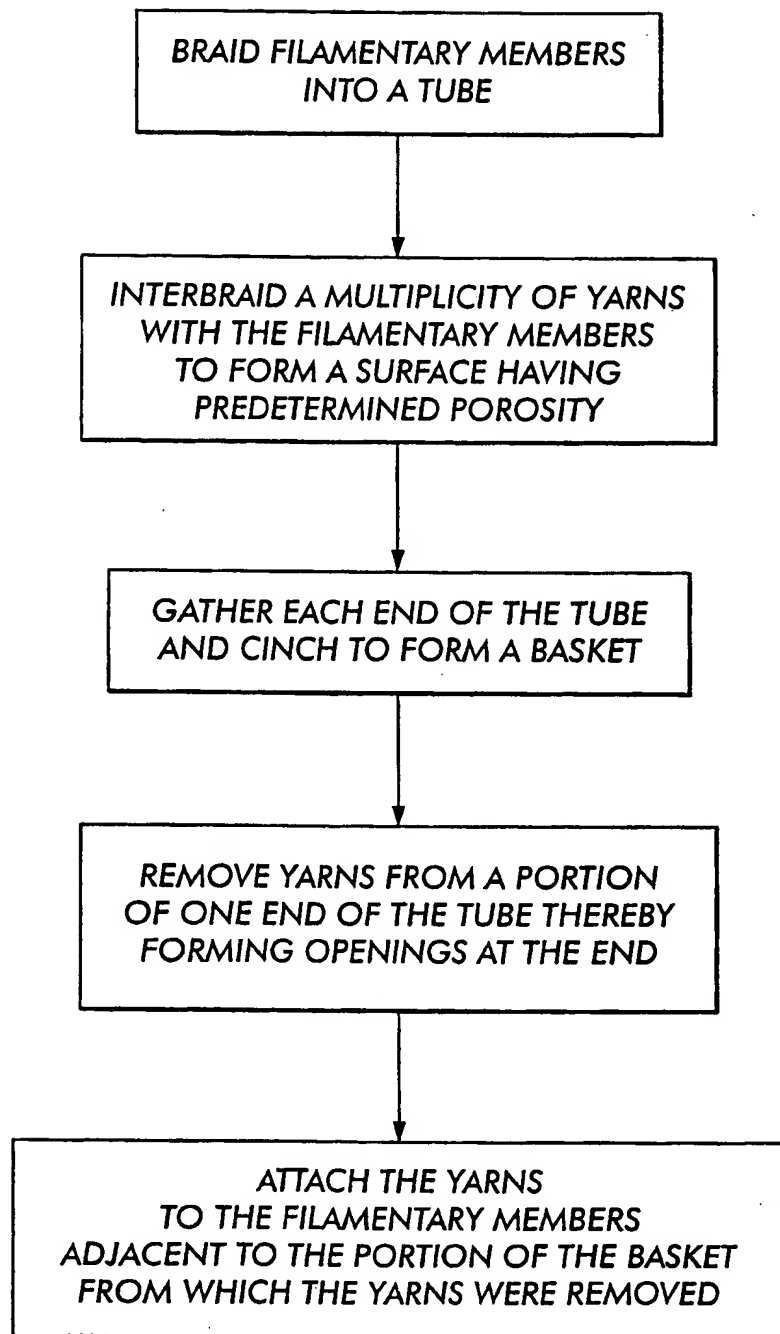 BRAID FILAMENTARY MEMBERS
INTO A TUBE
INTERBRAID A MULTIPLICITY OF YARNS
WITH THE FILAMENTARY MEMBERS
TO FORM A SURFACE HAVING
PREDETERMINED POROSITY
GATHER EACH END OF THE TUBE
AND CINCH TO FORM A BASKET
REMOVE YARNS FROM A PORTION
OF ONE END OF THE TUBE THEREBY
FORMING OPENINGS AT THE END
ATTACH THE YARNS
TO THE FILAMENTARY MEMBERS
ADJACENT TO THE PORTION OF THE BASKET
FROM WHICH THE YARNS WERE REMOVED